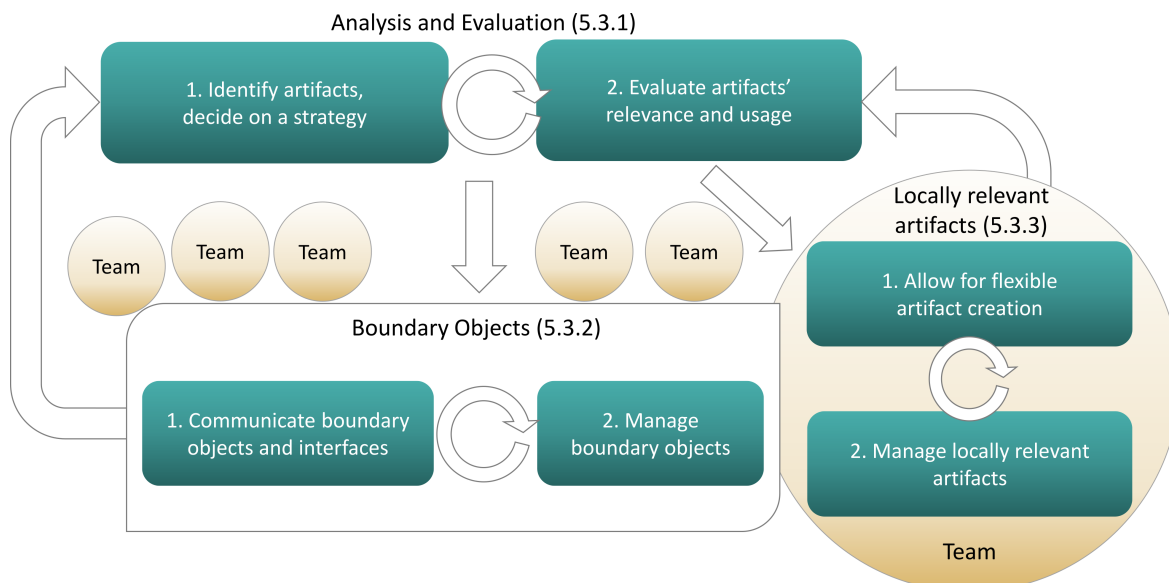 Analysis and Evaluation (5.3.1)
1. Identify artifacts,
decide on a strategy
2. Evaluate artifacts’
relevance and usage
Team
Team
Team
Team
Team
Locally relevant
artifacts (5.3.3)
1. Allow for flexible
artifact creation
2. Manage locally relevant
artifacts
Team
Boundary Objects (5.3.2)
1. Communicate boundary
objects and interfaces
2. Manage
boundary objects